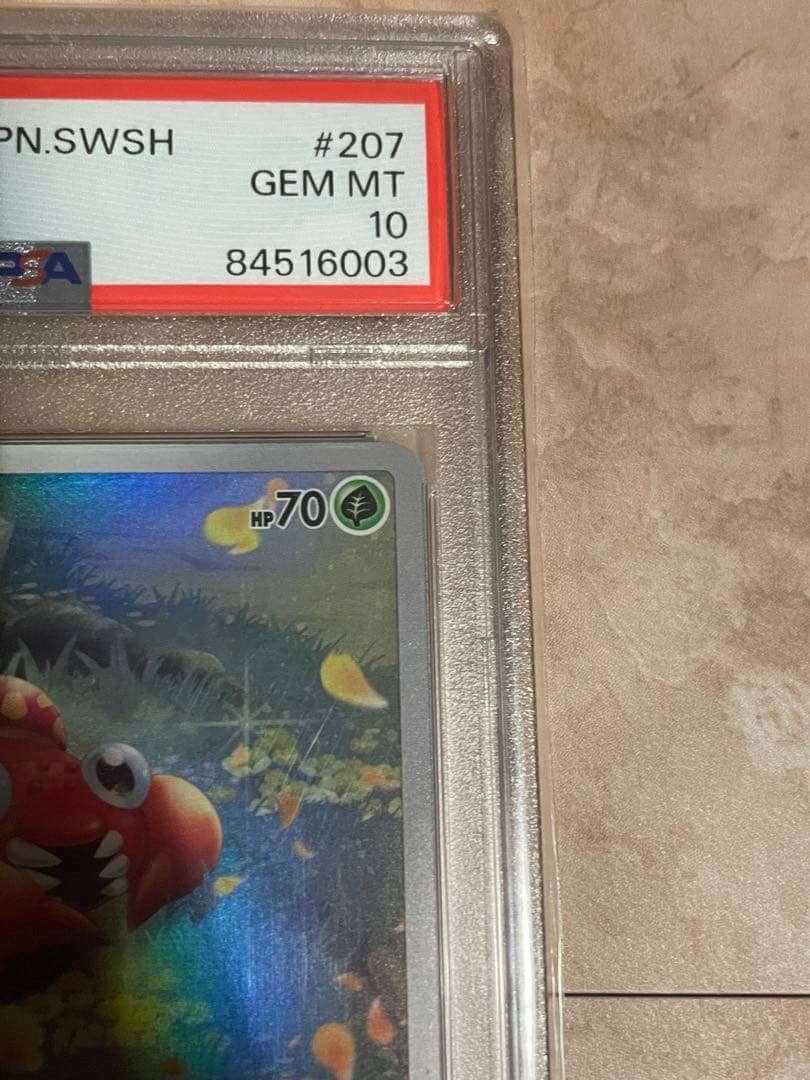 PN.SWSH #207
GEM MT
10
PSA 84516003
HP70